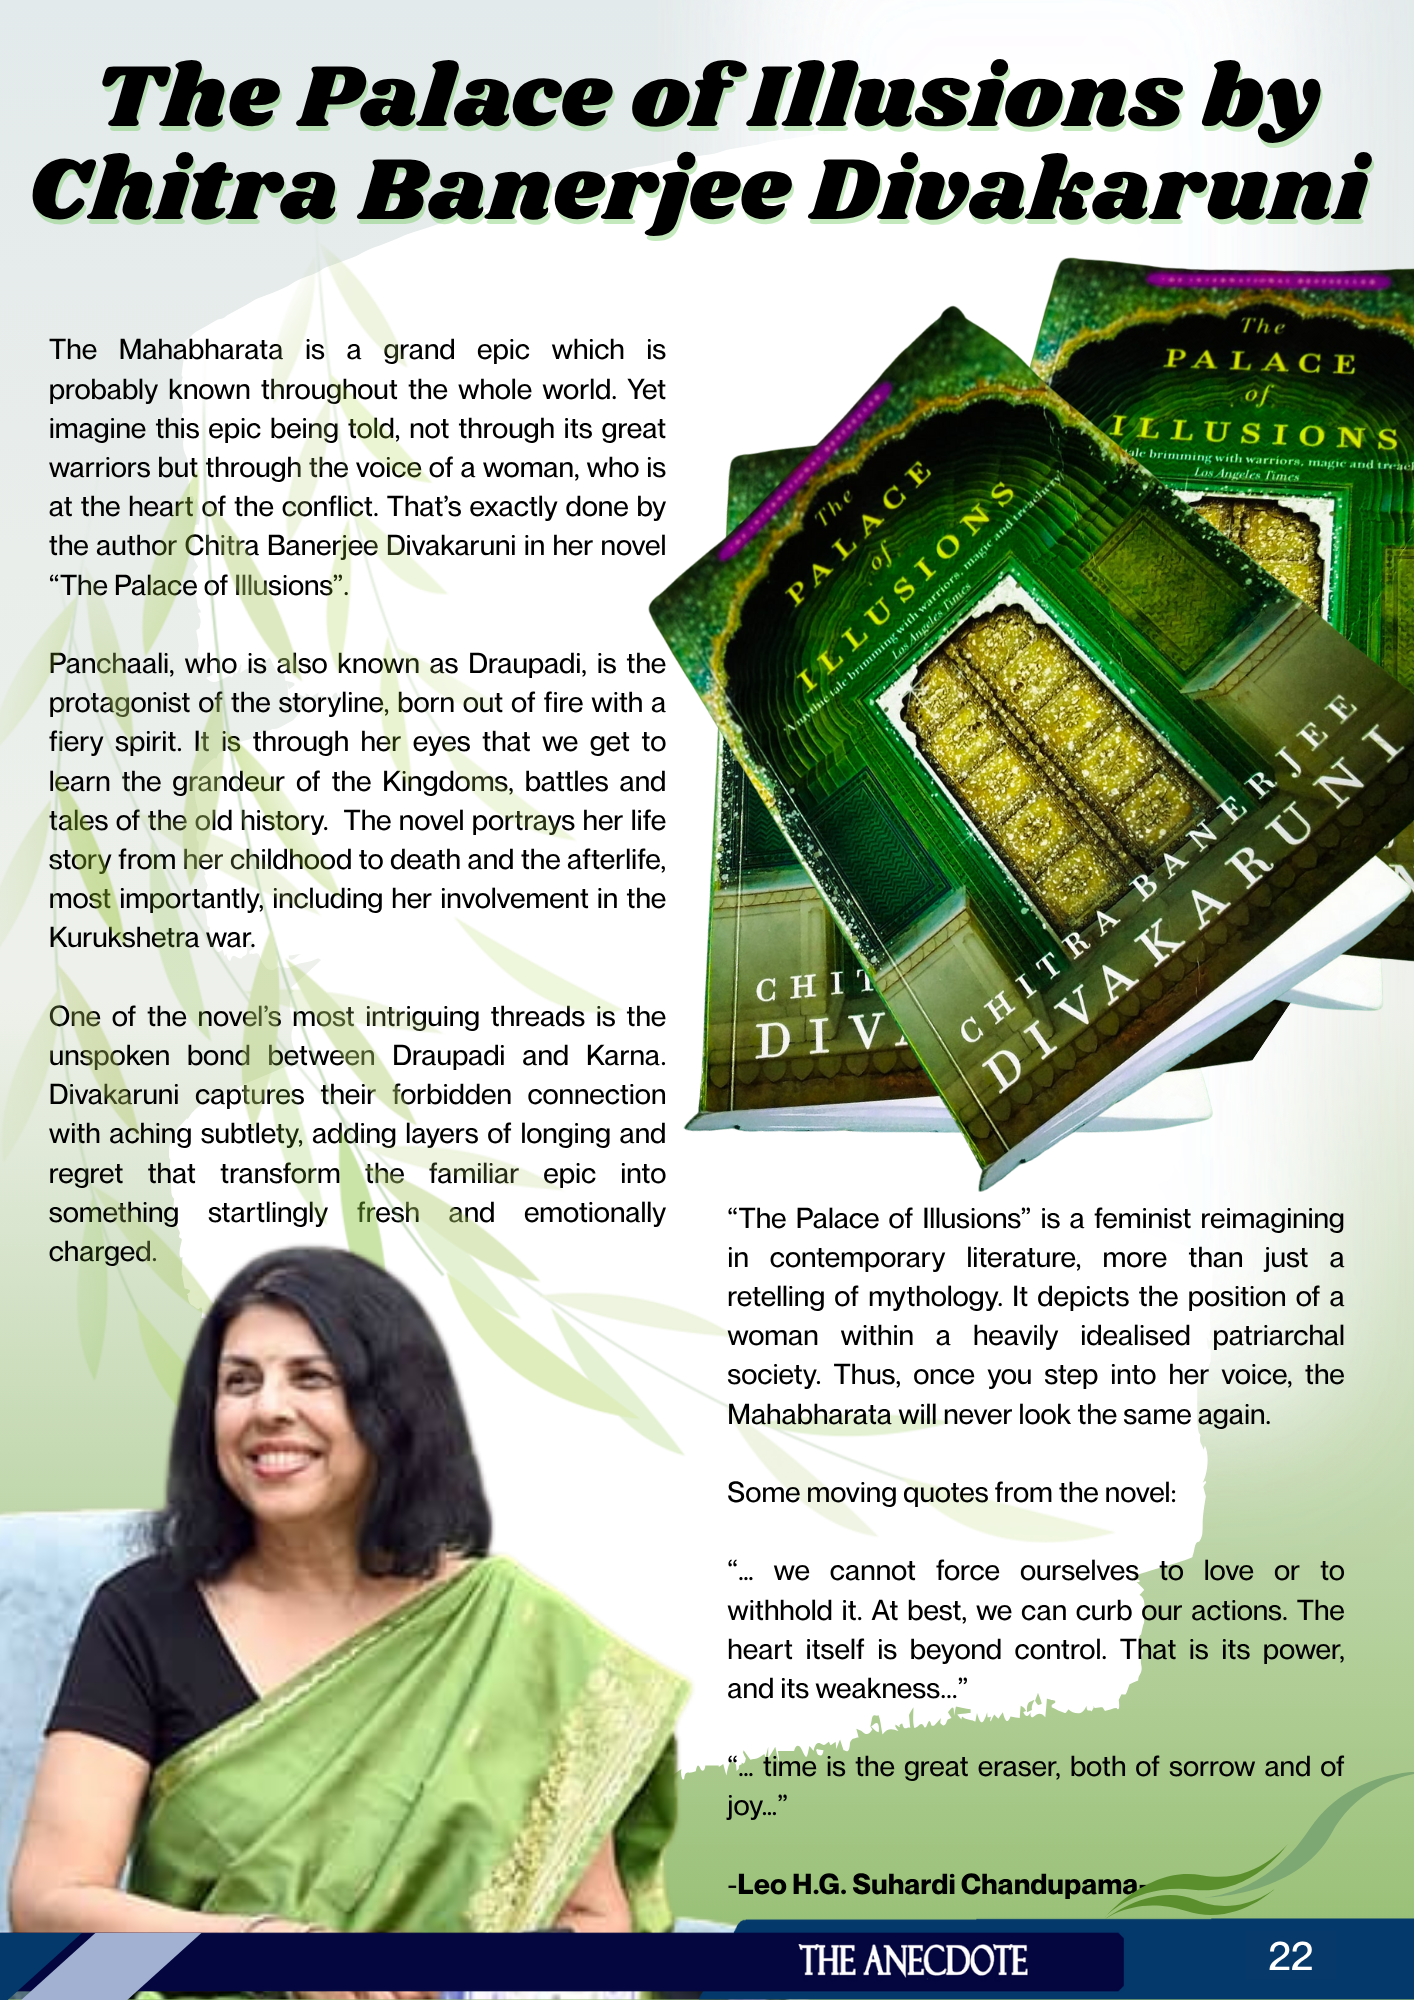 The Palace of Illusions by
Chitra Banerjee Divakaruni
The Mahabharata is a grand epic which is
probably known throughout the whole world. Yet
imagine this epic being told, not through its great
warriors but through the voice of a woman, who is
at the heart of the conflict. That’s exactly done by
the author Chitra Banerjee Divakaruni in her novel
“The Palace of Illusions”.
Panchaali, who is also known as Draupadi, is the
protagonist of the storyline, born out of fire with a
fiery spirit. It is through her eyes that we get to
learn the grandeur of the Kingdoms, battles and
tales of the old history. The novel portrays her life
story from her childhood to death and the afterlife,
most importantly, including her involvement in the
Kurukshetra war.
One of the novel’s most intriguing threads is the
unspoken bond between Draupadi and Karna.
Divakaruni captures their forbidden connection
with aching subtlety, adding layers of longing and
regret that transform the familiar epic into
something startlingly fresh and emotionally
charged.
The
PALACE
of
ILLUSIONS
tale brimming with warriors, magic and treach
Los Angeles Times
The
PALACE
of
ILLUSIONS
A mythic tale brimming with warriors, magic and treachery!
Los Angeles Times
CHITRA BANERJEE
DIVAKARUNI
CHIT
DIV
“The Palace of Illusions” is a feminist reimagining
in contemporary literature, more than just a
retelling of mythology. It depicts the position of a
woman within a heavily idealised patriarchal
society. Thus, once you step into her voice, the
Mahabharata will never look the same again.
Some moving quotes from the novel:
“... we cannot force ourselves to love or to
withhold it. At best, we can curb our actions. The
heart itself is beyond control. That is its power,
and its weakness...”
“... time is the great eraser, both of sorrow and of
joy...”
-Leo H.G. Suhardi Chandupama-
THE ANECDOTE
22